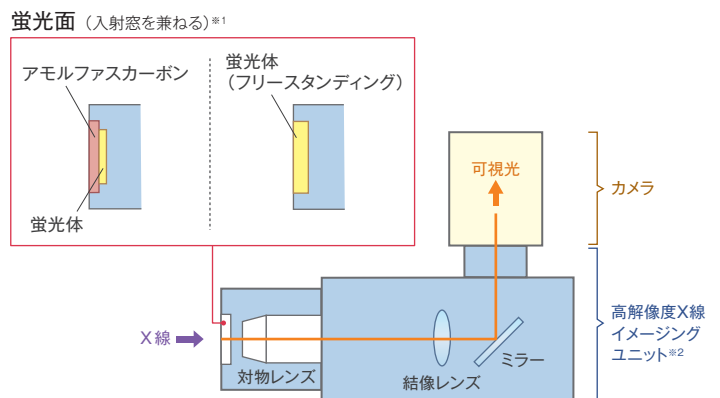 蛍光面 (入射窓を兼ねる)※1
アモルファスカーボン
蛍光体
蛍光体
(フリースタンディング)
可視光
カメラ
X線
対物レンズ
結像レンズ
ミラー
高解像度X線
イメージング
ユニット※2